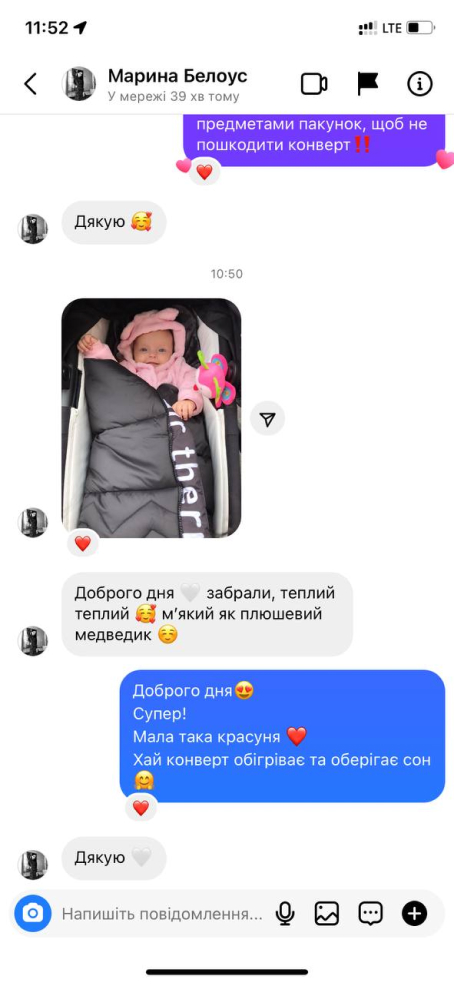 11:52
LTE
Марина Белоус
У мережі 39 хв тому
предметами пакунок, щоб не
пошкодити конверт‼️
Дякую 🥰
10:50
Доброго дня 🤍 забрали, теплий
теплий 🥰 м’який як плюшевий
медведик ☺️
Доброго дня😍
Супер!
Мала така красуня ❤️
Хай конверт обігріває та оберігає сон
🤗
Дякую 🤍
Напишіть повідомлення...